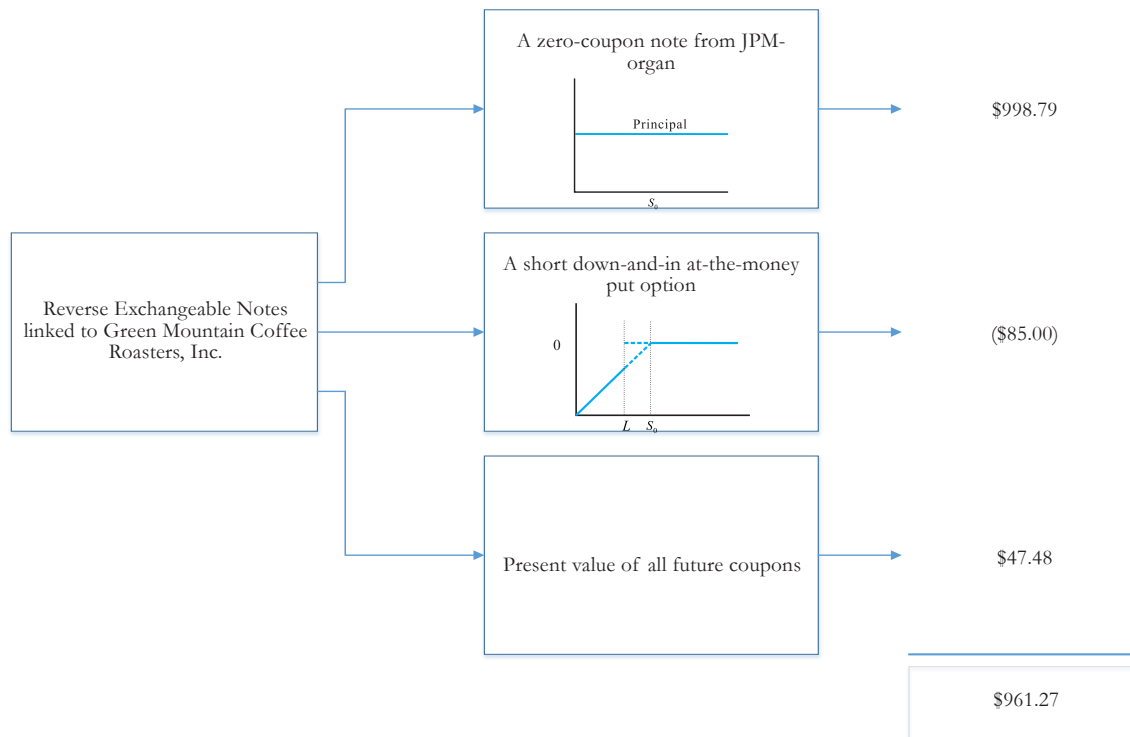 A zero-coupon note from JPM-
organ
Principal
S₀
$998.79
Reverse Exchangeable Notes
linked to Green Mountain Coffee
Roasters, Inc.
A short down-and-in at-the-money
put option
0
L S₀
($85.00)
Present value of all future coupons
$47.48
$961.27